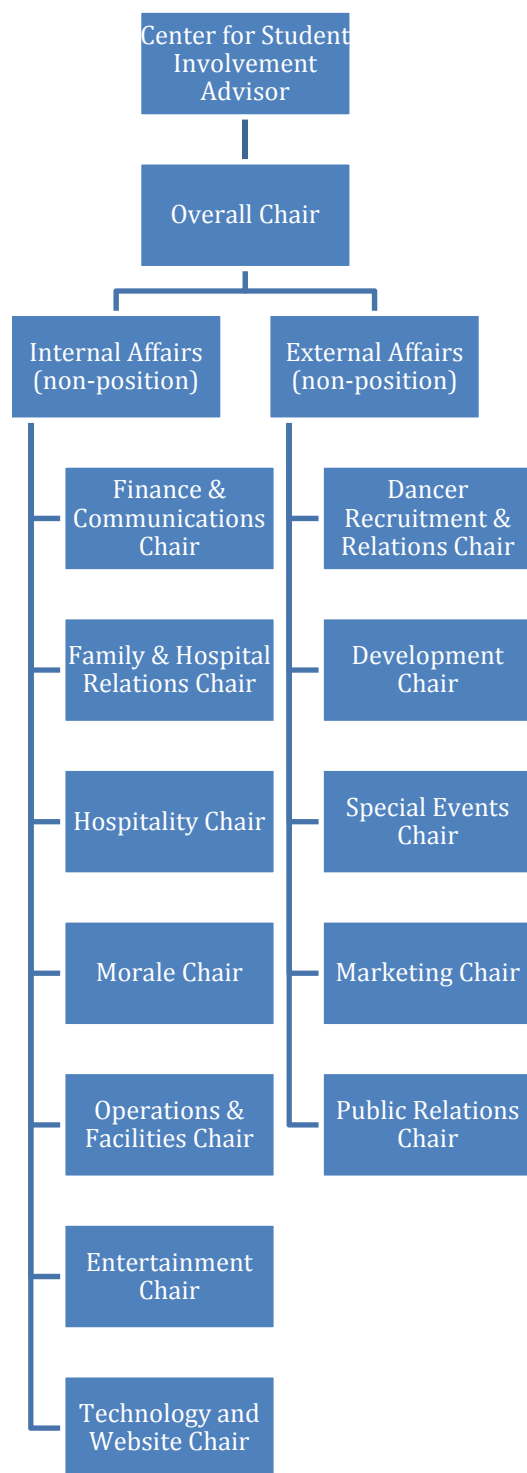 Center for Student
Involvement
Advisor
Overall Chair
Internal Affairs
(non-position)
External Affairs
(non-position)
Finance &
Communications
Chair
Family & Hospital
Relations Chair
Hospitality Chair
Morale Chair
Operations &
Facilities Chair
Entertainment
Chair
Technology and
Website Chair
Dancer
Recruitment &
Relations Chair
Development
Chair
Special Events
Chair
Marketing Chair
Public Relations
Chair